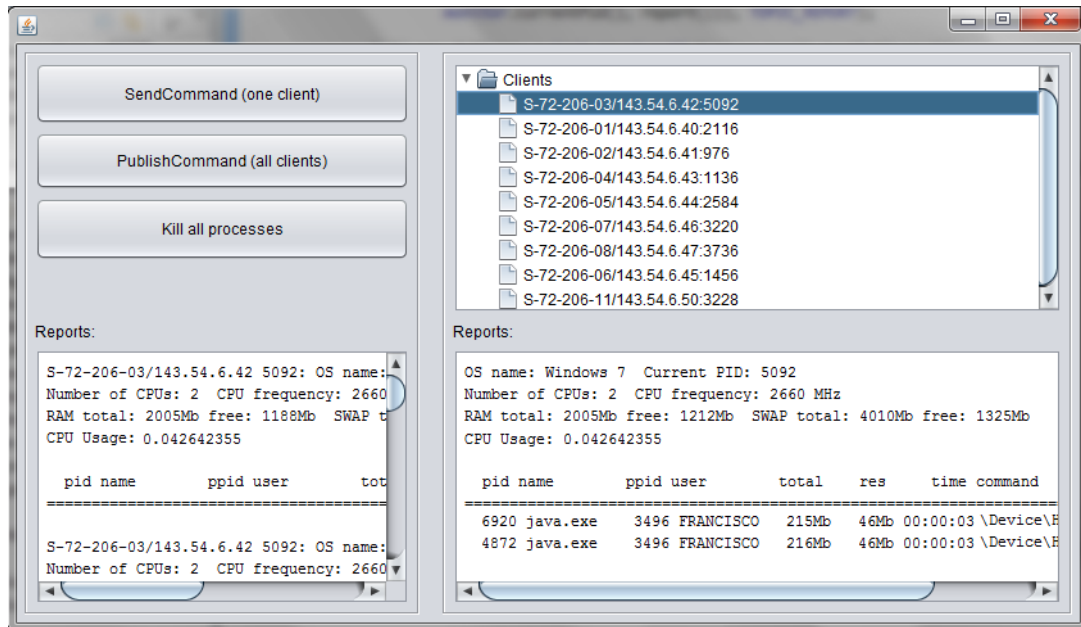 SendCommand (one client)
PublishCommand (all clients)
Kill all processes
Clients
S-72-206-03/143.54.6.42:5092
S-72-206-01/143.54.6.40:2116
S-72-206-02/143.54.6.41:976
S-72-206-04/143.54.6.43:1136
S-72-206-05/143.54.6.44:2584
S-72-206-07/143.54.6.46:3220
S-72-206-08/143.54.6.47:3736
S-72-206-06/143.54.6.45:1456
S-72-206-11/143.54.6.50:3228
Reports:
S-72-206-03/143.54.6.42 5092: OS name:
Number of CPUs: 2 CPU frequency: 2660
RAM total: 2005Mb free: 1188Mb SWAP t
CPU Usage: 0.042642355
pid name ppid user tot
=======================================
S-72-206-03/143.54.6.42 5092: OS name:
Number of CPUs: 2 CPU frequency: 2660
Reports:
OS name: Windows 7 Current PID: 5092
Number of CPUs: 2 CPU frequency: 2660 MHz
RAM total: 2005Mb free: 1212Mb SWAP total: 4010Mb free: 1325Mb
CPU Usage: 0.042642355
pid name ppid user total res time command
==================================================================
6920 java.exe 3496 FRANCISCO 215Mb 46Mb 00:00:03 \Device\H
4872 java.exe 3496 FRANCISCO 216Mb 46Mb 00:00:03 \Device\H